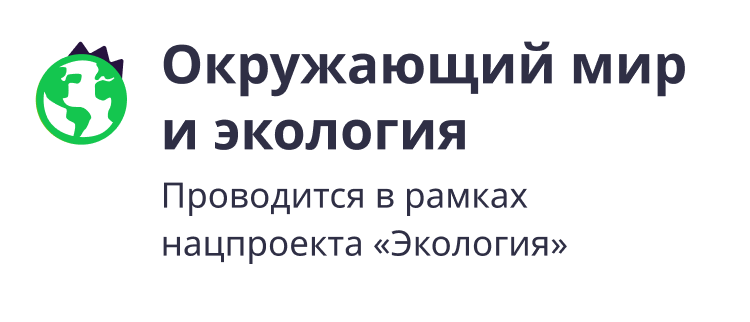 Окружающий мир
и экология
Проводится в рамках
нацпроекта «Экология»